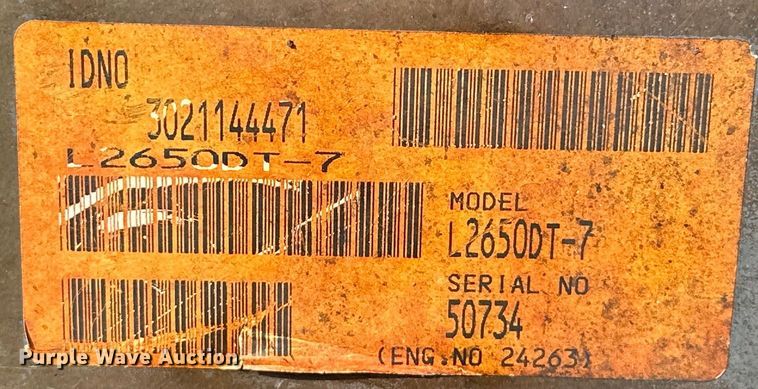 IDNO
3021144471
L2650DT-7
MODEL
L2650DT-7
SERIAL NO
50734
(ENG.NO 24263)
Purple Wave Auction,